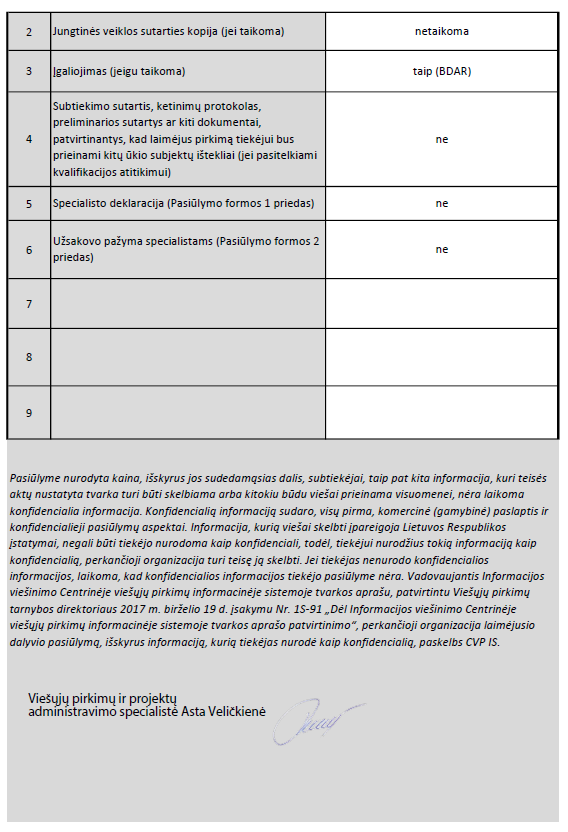 2 Jungtinės veiklos sutarties kopija (jei taikoma) netaikoma
3 Įgaliojimas (jeigu taikoma) taip (BDAR)
Subtiekimo sutartis, ketinimų protokolas,
preliminarios sutartys ar kiti dokumentai,
4 patvirtinantys, kad laimėjus pirkimą tiekėjui bus ne
prieinami kitų ūkio subjektų ištekliai (jei pasitelkiami
kvalifikacijos atitikimui)
5 Specialisto deklaracija (Pasiūlymo formos 1 priedas) ne
6 Užsakovo pažyma specialistams (Pasiūlymo formos 2 ne
priedas)
7
8
9
Pasiūlyme nurodyta kaina, išskyrus jos sudedamąsias dalis, subtiekėjai, taip pat kita informacija, kuri teisės
aktų nustatyta tvarka turi būti skelbiama arba kitokiu būdu viešai prieinama visuomenei, nėra laikoma
konfidencialia informacija. Konfidencialią informaciją sudaro, visų pirma, komercinė (gamybinė) paslaptis ir
konfidencialieji pasiūlymų aspektai. Informacija, kurią viešai skelbti įpareigoja Lietuvos Respublikos
įstatymai, negali būti tiekėjo nurodoma kaip konfidenciali, todėl, tiekėjui nurodžius tokią informaciją kaip
konfidencialią, perkančioji organizacija turi teisę ją skelbti. Jei tiekėjas nenurodo konfidencialios
informacijos, laikoma, kad konfidencialios informacijos tiekėjo pasiūlyme nėra. Vadovaujantis Informacijos
viešinimo Centrinėje viešųjų pirkimų informacinėje sistemoje tvarkos aprašu, patvirtintu Viešųjų pirkimų
tarnybos direktoriaus 2017 m. birželio 19 d. įsakymu Nr. 1S-91 „Dėl Informacijos viešinimo Centrinėje
viešųjų pirkimų informacinėje sistemoje tvarkos aprašo patvirtinimo“, perkančioji organizacija laimėjusio
dalyvio pasiūlymą, išskyrus informaciją, kurią tiekėjas nurodė kaip konfidencialią, paskelbs CVP IS.
Viešųjų pirkimų ir projektų
administravimo specialistė Asta Veličkienė